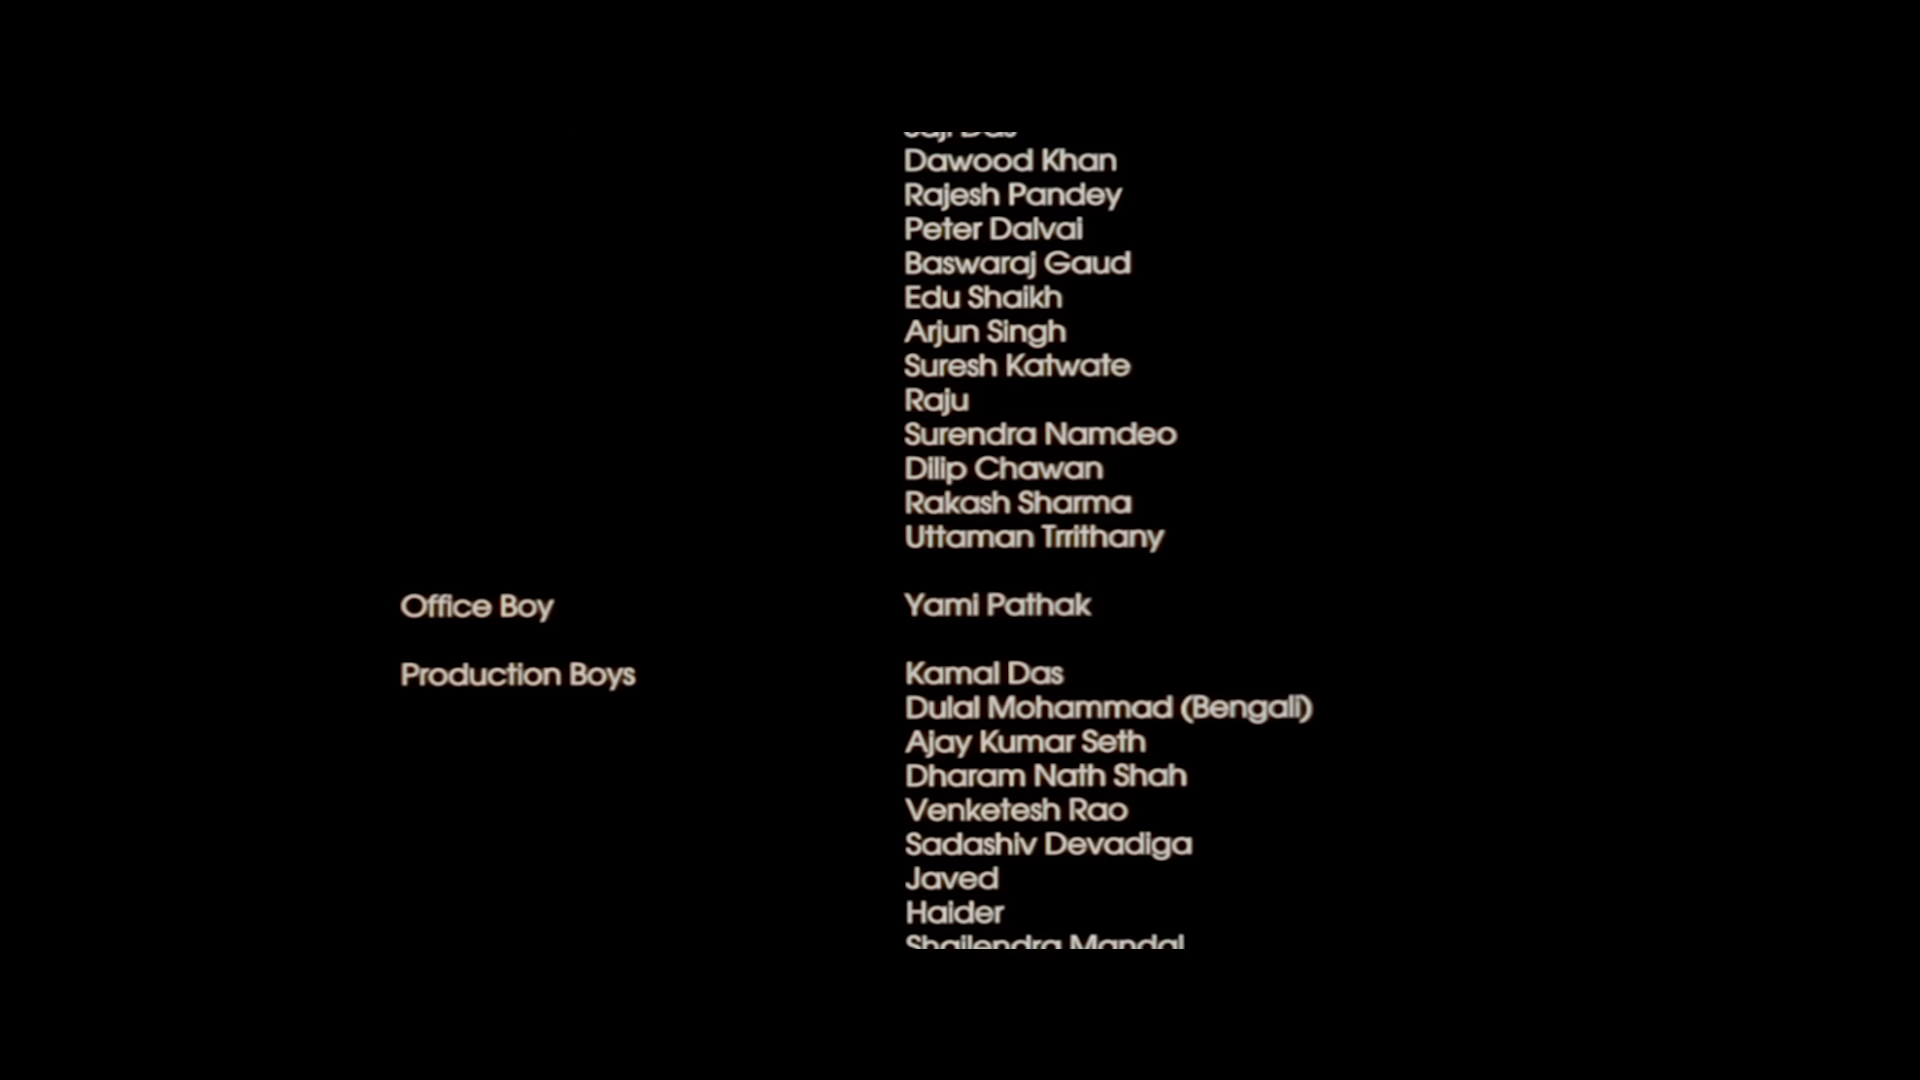 Dawood Khan
Rajesh Pandey
Peter Dalvai
Baswaraj Gaud
Edu Shaikh
Arjun Singh
Suresh Katwate
Raju
Surendra Namdeo
Dilip Chawan
Rakash Sharma
Uttaman Trrithany
Office Boy Yami Pathak
Production Boys Kamal Das
Dulal Mohammad (Bengali)
Ajay Kumar Seth
Dharam Nath Shah
Venketesh Rao
Sadashiv Devadiga
Javed
Haider
Shailendra Mandal